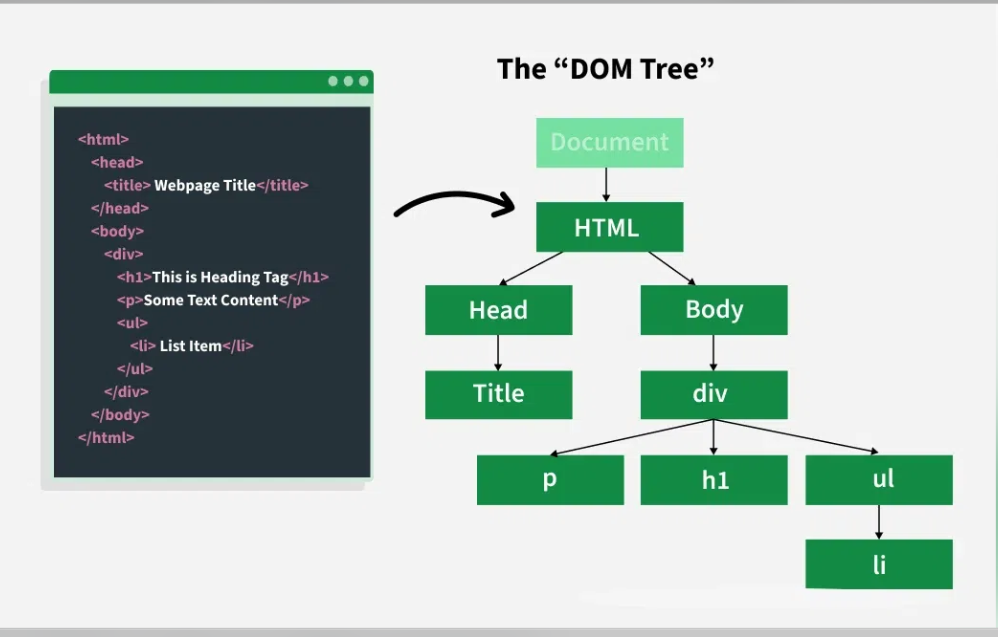 The “DOM Tree”
<html>
<head>
<title> Webpage Title</title>
</head>
<body>
<div>
<h1>This is Heading Tag</h1>
<p>Some Text Content</p>
<ul>
<li> List Item</li>
</ul>
</div>
</body>
</html>
Document
HTML
Head
Body
Title
div
p
h1
ul
li